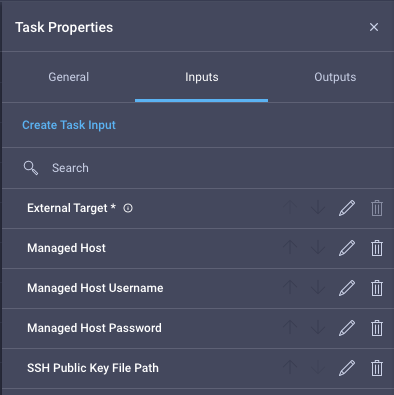 Task Properties
General Inputs Outputs
Create Task Input
Search
External Target *
Managed Host
Managed Host Username
Managed Host Password
SSH Public Key File Path